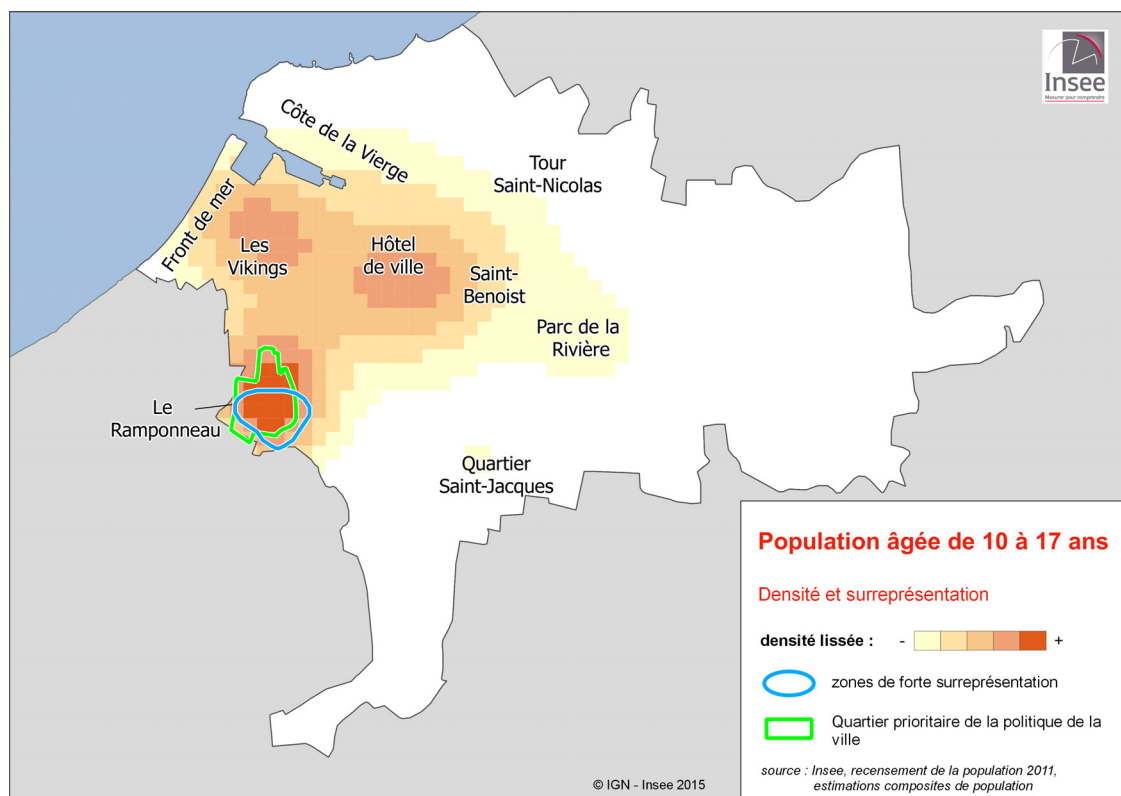 Insee
Mesurer pour comprendre
Côte de la Vierge
Tour
Saint-Nicolas
Front de mer
Les
Vikings
Hôtel
de ville
Saint-
Benoist
Parc de la
Rivière
Le
Ramponneau
Quartier
Saint-Jacques
Population âgée de 10 à 17 ans
Densité et surreprésentation
densité lissée : - +
zones de forte surreprésentation
Quartier prioritaire de la politique de la
ville
source : Insee, recensement de la population 2011,
estimations composites de population
© IGN - Insee 2015